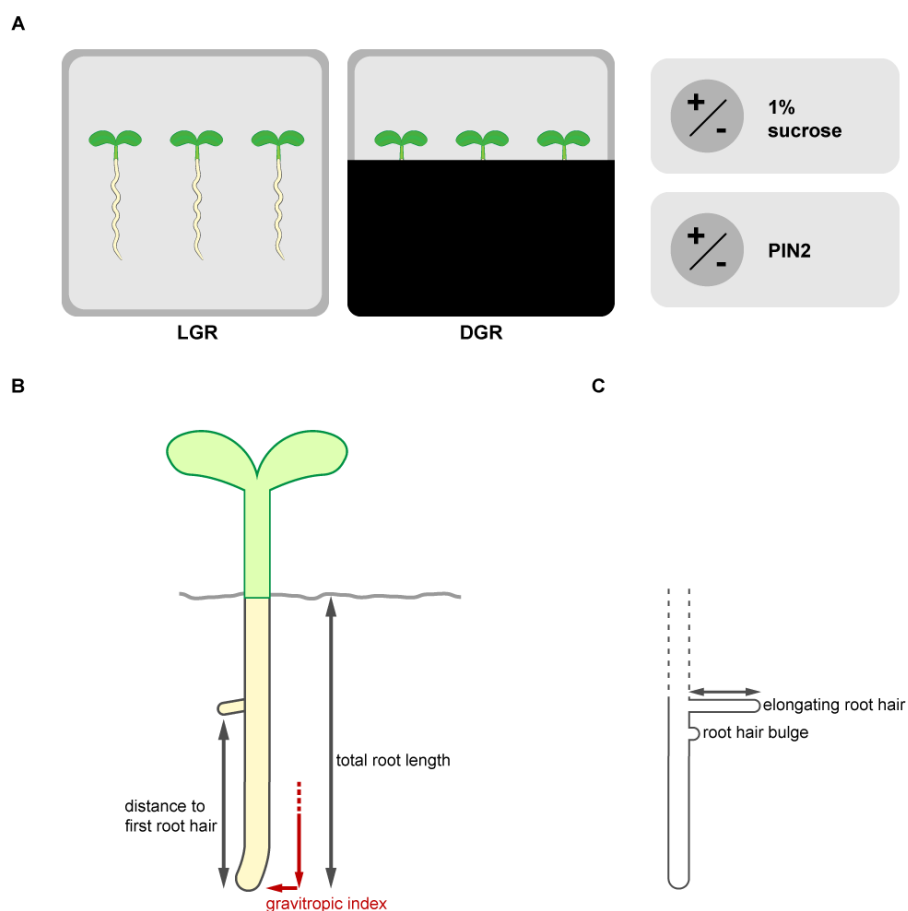 A
+
-
1%
sucrose
+
-
PIN2
LGR
DGR
B
C
elongating root hair
root hair bulge
total root length
distance to
first root hair
gravitropic index